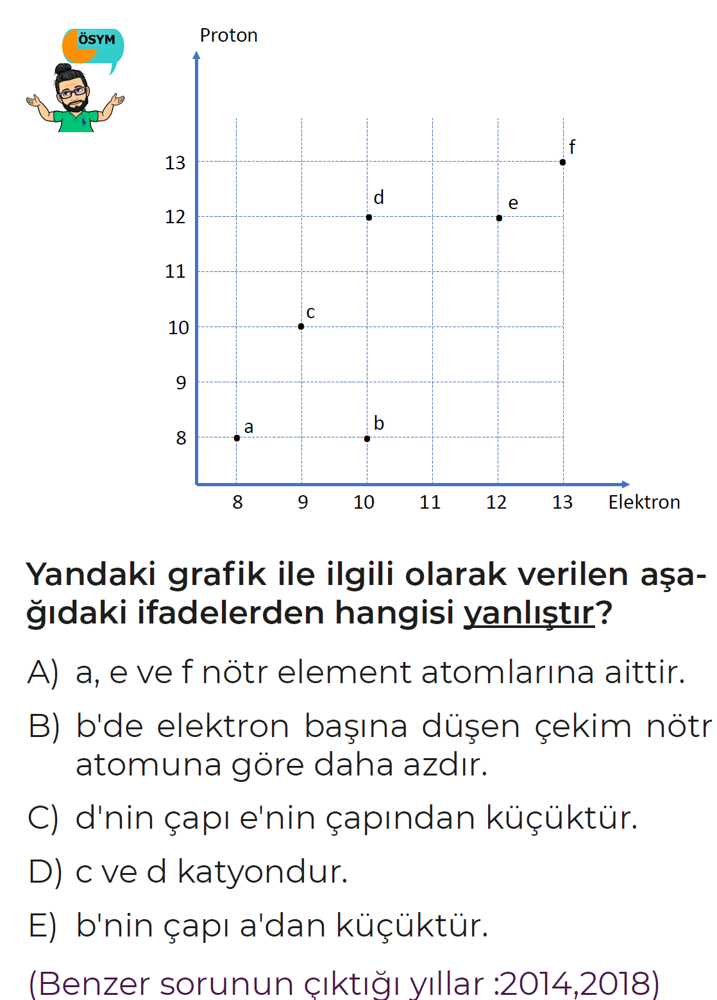 ÖSYM
Proton
f
13
d
e
12
11
c
10
9
b
a
8
8 9 10 11 12 13 Elektron
Yandaki grafik ile ilgili olarak verilen aşa-
ğıdaki ifadelerden hangisi yanlıştır?
A) a, e ve f nötr element atomlarına aittir.
B) b'de elektron başına düşen çekim nötr
atomuna göre daha azdır.
C) d'nin çapı e'nin çapından küçüktür.
D) c ve d katyondur.
E) b'nin çapı a'dan küçüktür.
(Benzer sorunun çıktığı yıllar :2014,2018)